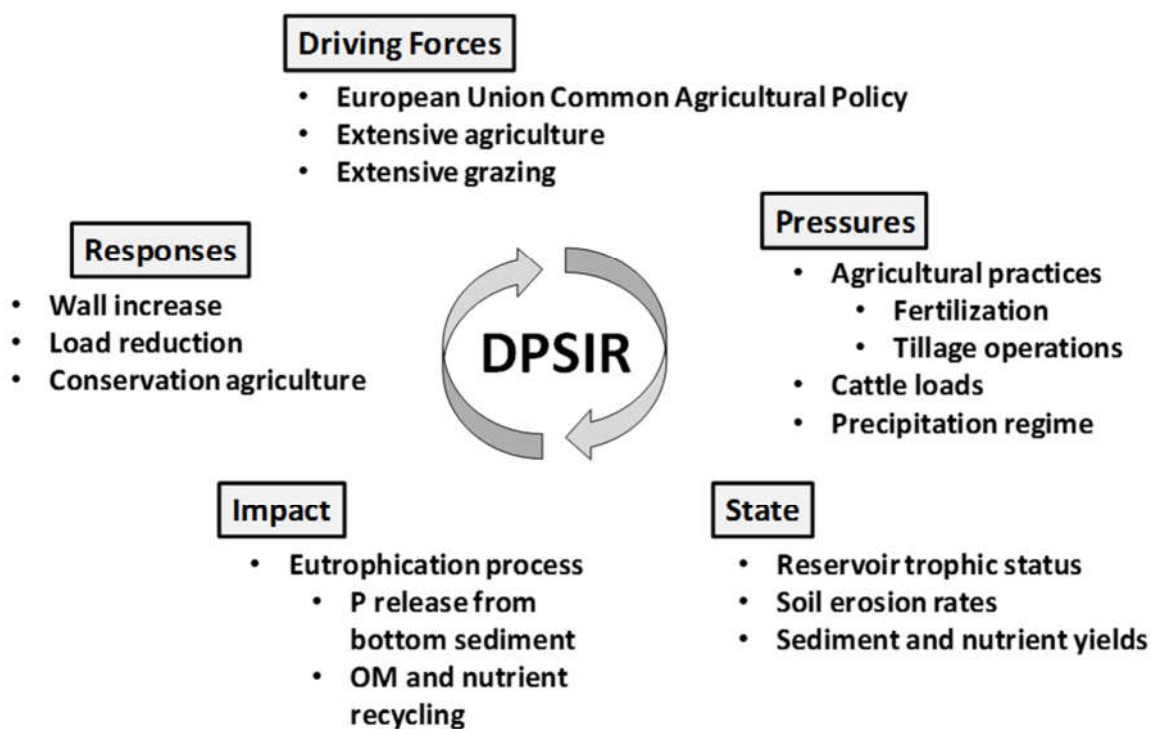 Driving Forces
• European Union Common Agricultural Policy
• Extensive agriculture
• Extensive grazing
Pressures
• Agricultural practices
• Fertilization
• Tillage operations
• Cattle loads
• Precipitation regime
State
• Reservoir trophic status
• Soil erosion rates
• Sediment and nutrient yields
Impact
• Eutrophication process
• P release from
bottom sediment
• OM and nutrient
recycling
Responses
• Wall increase
• Load reduction
• Conservation agriculture
DPSIR